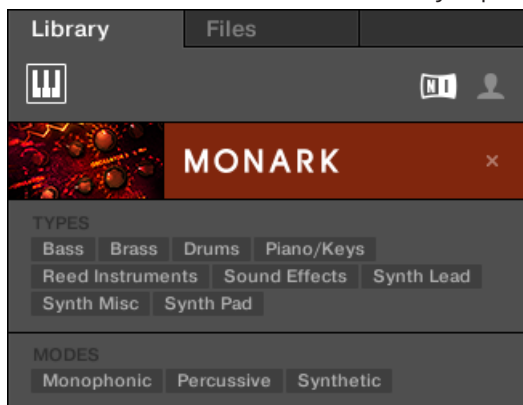 Library Files
NI
MONARK ×
TYPES
Bass Brass Drums Piano/Keys
Reed Instruments Sound Effects Synth Lead
Synth Misc Synth Pad
MODES
Monophonic Percussive Synthetic